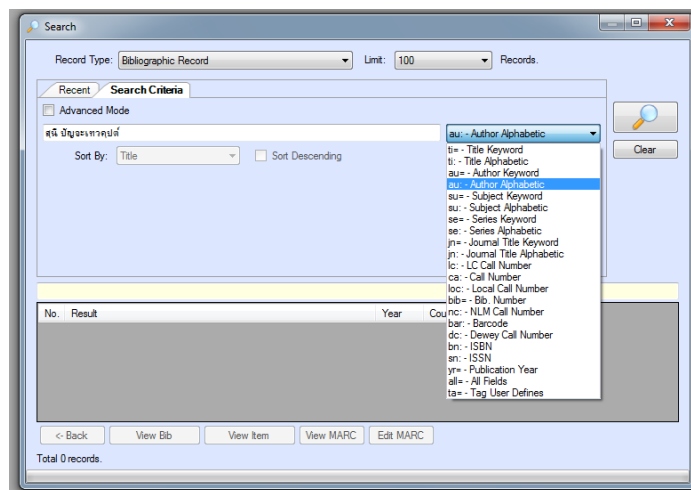 Search
Record Type: Bibliographic Record Limit: 100 Records.
Recent Search Criteria
Advanced Mode
สุนี ปัญจะเทวคุปต์ au: - Author Alphabetic
Sort By: Title Sort Descending
Clear
ti= - Title Keyword
ti: - Title Alphabetic
au= - Author Keyword
au: - Author Alphabetic
su= - Subject Keyword
su: - Subject Alphabetic
se= - Series Keyword
se: - Series Alphabetic
jn= - Journal Title Keyword
jn: - Journal Title Alphabetic
lc: - LC Call Number
ca: - Call Number
loc: - Local Call Number
bib= - Bib. Number
nc: - NLM Call Number
bar: - Barcode
dc: - Dewey Call Number
bn: - ISBN
sn: - ISSN
yr= - Publication Year
all= - All Fields
ta= - Tag User Defines
No. Result Year Cou
<- Back View Bib View Item View MARC Edit MARC
Total 0 records.